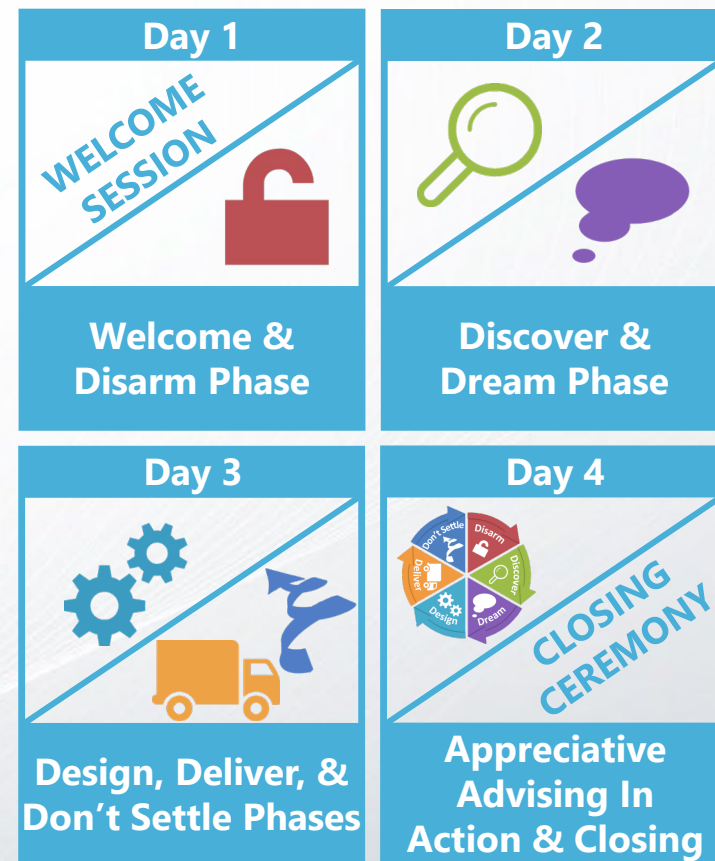 Day 1
WELCOME
SESSION
Welcome &
Disarm Phase
Day 2
Discover &
Dream Phase
Day 3
Design, Deliver, &
Don’t Settle Phases
Day 4
Don't Settle
Disarm
Discover
Dream
Design
Deliver
CLOSING
CEREMONY
Appreciative
Advising In
Action & Closing